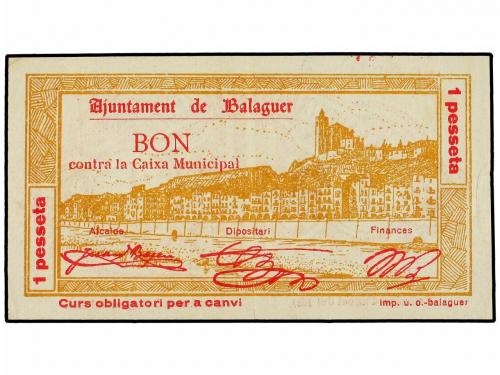 Ajuntament de Balaguer
BON
contra la Caixa Municipal
1 pesseta
1 pesseta
Alcalde Dipositari Finances
Curs obligatori per a canvi
imp. u. o.-balaguer